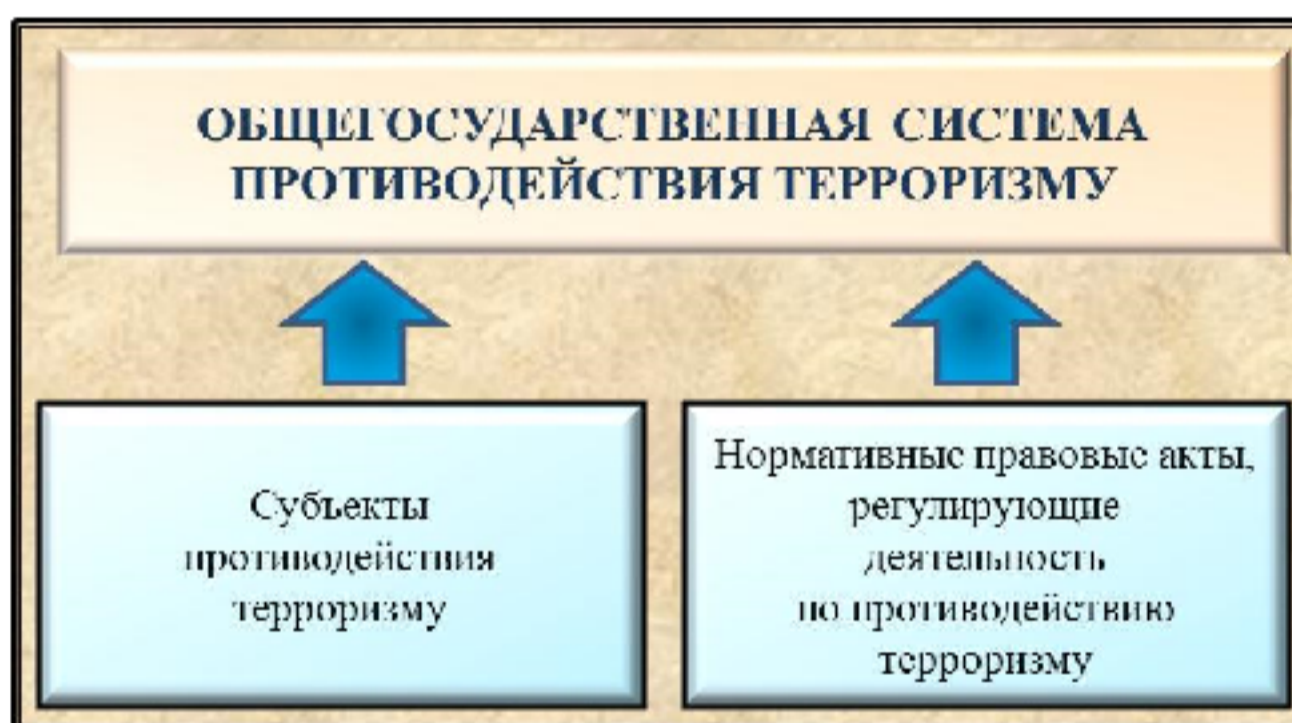 ОБЩЕГОСУДАРСТВЕННАЯ СИСТЕМА
ПРОТИВОДЕЙСТВИЯ ТЕРРОРИЗМУ
Субъекты
противодействия
терроризму
Нормативные правовые акты,
регулирующие
деятельность
по противодействию
терроризму